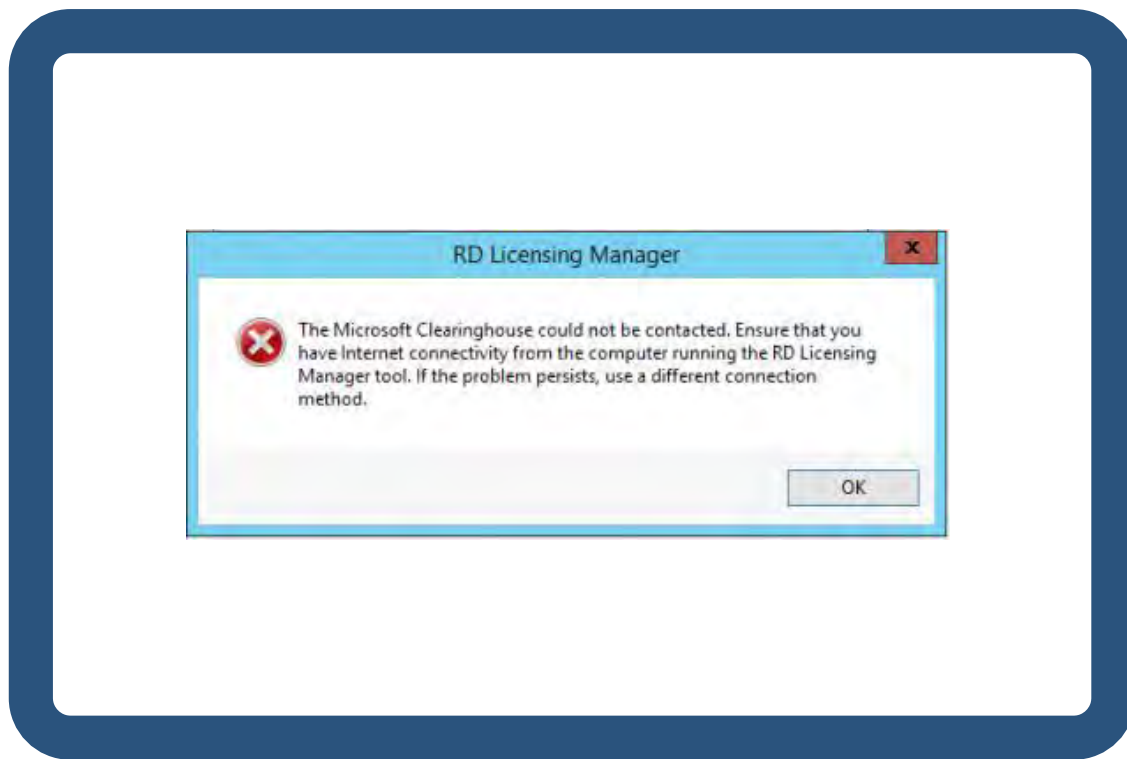 RD Licensing Manager
x
The Microsoft Clearinghouse could not be contacted. Ensure that you
have Internet connectivity from the computer running the RD Licensing
Manager tool. If the problem persists, use a different connection
method.
OK